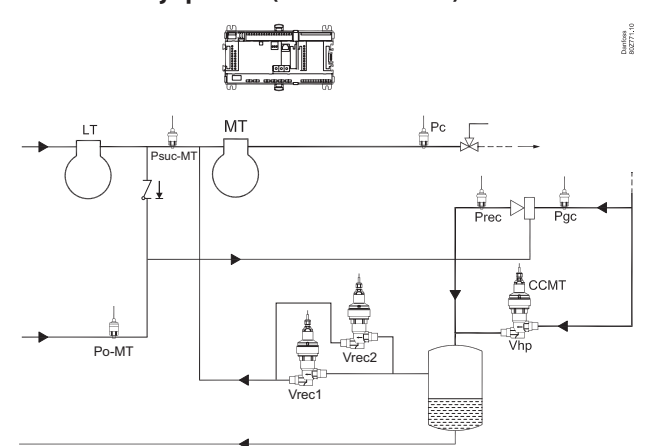 Danfoss
80Z771.10
LT
MT
Pc
Psuc-MT
Prec
Pgc
CCMT
Po-MT
Vrec2
Vhp
Vrec1